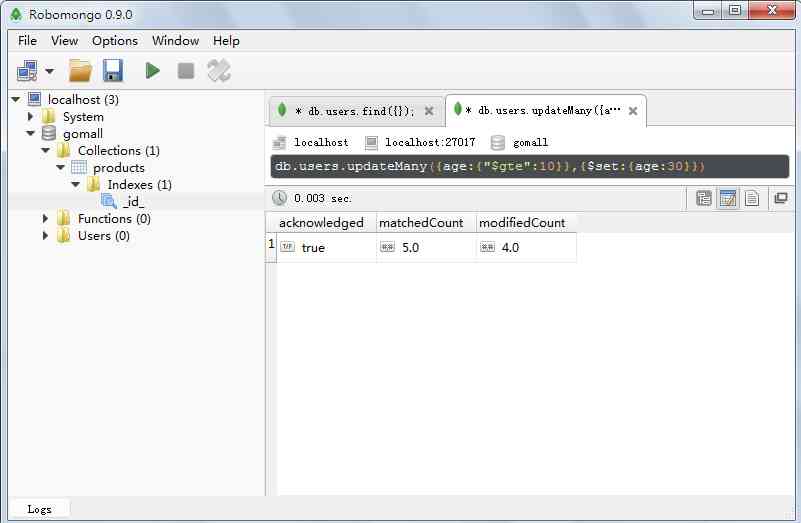 Robomongo 0.9.0
File View Options Window Help
localhost (3)
System
gomall
Collections (1)
products
Indexes (1)
_id_
Functions (0)
Users (0)
* db.users.find({});
* db.users.updateMany({a···
localhost localhost:27017 gomall
db.users.updateMany({age:{"$gte":10}},{$set:{age:30}})
0.003 sec.
acknowledged matchedCount modifiedCount
1 T/F true #.# 5.0 #.# 4.0
Logs